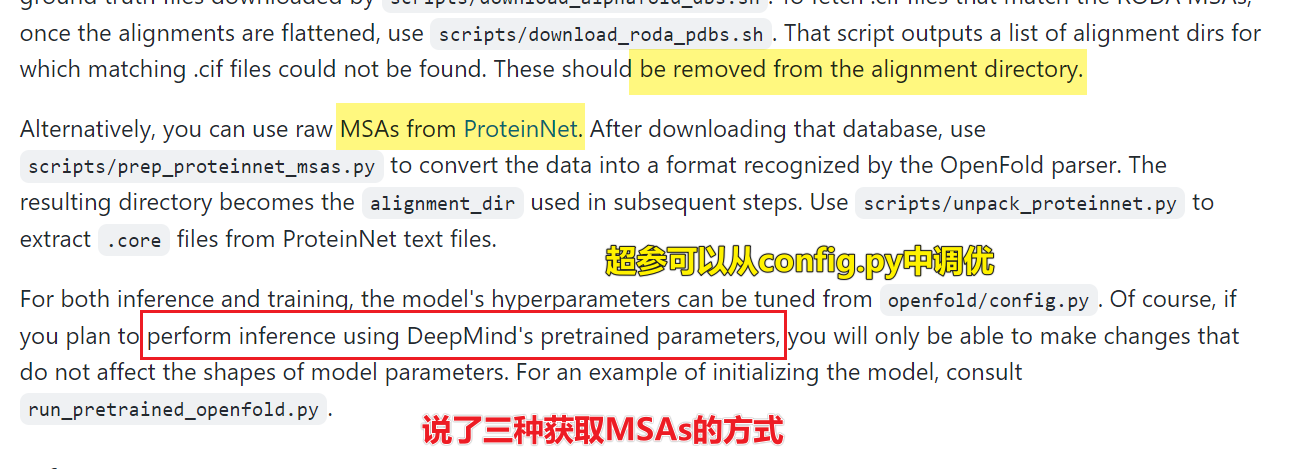 ground truth files downloaded by scripts/download_alphafold_dbs.sh. To fetch .cif files that match the RODA MSAs,
once the alignments are flattened, use scripts/download_roda_pdbs.sh. That script outputs a list of alignment dirs for
which matching .cif files could not be found. These should be removed from the alignment directory.
Alternatively, you can use raw MSAs from ProteinNet. After downloading that database, use
scripts/prep_proteinnet_msas.py to convert the data into a format recognized by the OpenFold parser. The
resulting directory becomes the alignment_dir used in subsequent steps. Use scripts/unpack_proteinnet.py to
extract .core files from ProteinNet text files.
超参可以从config.py中调优
For both inference and training, the model's hyperparameters can be tuned from openfold/config.py. Of course, if
you plan to perform inference using DeepMind's pretrained parameters, you will only be able to make changes that
do not affect the shapes of model parameters. For an example of initializing the model, consult
run_pretrained_openfold.py.
说了三种获取MSAs的方式